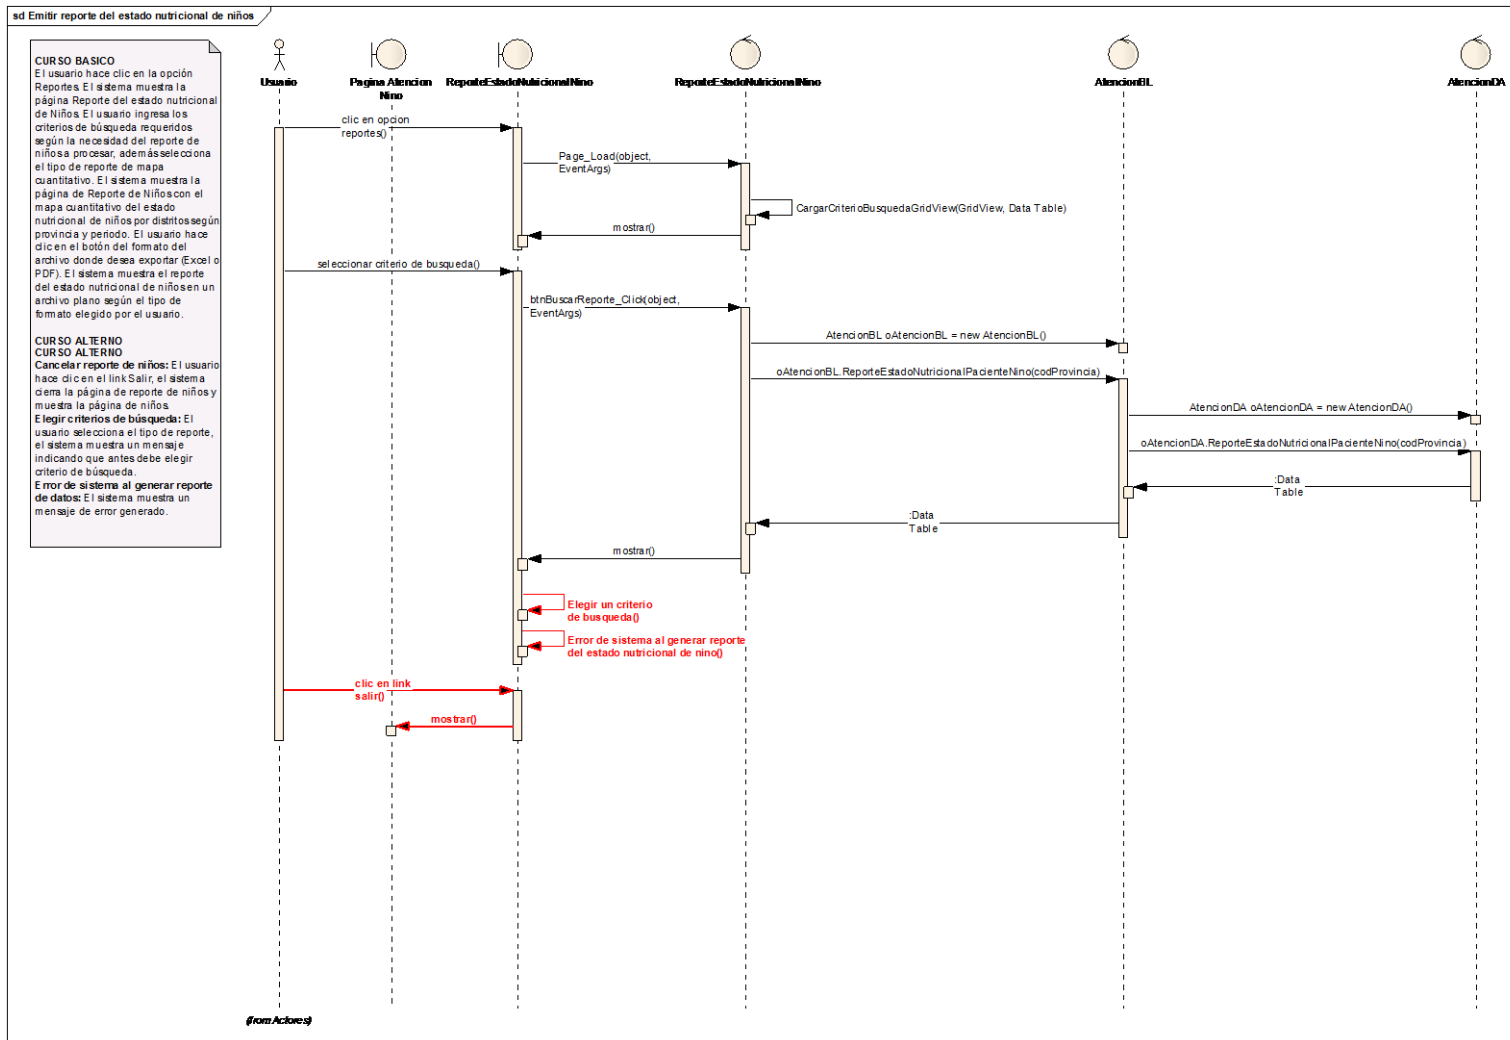 sd Emitir reporte del estado nutricional de niños
CURSO BASICO
El usuario hace clic en la opción
Reportes. El sistema muestra la
página Reporte del estado nutricional
de Niños. El usuario ingresa los
criterios de búsqueda requeridos
según la necesidad del reporte de
niños a procesar, además selecciona
el tipo de reporte de mapa
cuantitativo. El sistema muestra la
página de Reporte de Niños con el
mapa cuantitativo del estado
nutricional de niños por distritos según
provincia y periodo. El usuario hace
clic en el botón del formato del
archivo donde desea exportar (Excel o
PDF). El sistema muestra el reporte
del estado nutricional de niños en un
archivo plano según el tipo de
formato elegido por el usuario.
CURSO ALTERNO
CURSO ALTERNO
Cancelar reporte de niños: El usuario
hace clic en el link Salir, el sistema
cierra la página de reporte de niños y
muestra la página de niños.
Elegir criterios de búsqueda: El
usuario selecciona el tipo de reporte,
el sistema muestra un mensaje
indicando que antes debe elegir
criterio de búsqueda.
Error de sistema al generar reporte
de datos: El sistema muestra un
mensaje de error generado.
Usuario
Pagina Atencion
Nino
ReporteEstadoNutricionalNino
ReporteEstadoNutricionalNino
AtencionBL
AtencionDA
clic en opcion
reportes()
Page_Load(object,
EventArgs)
CargarCriterioBusquedaGridView(GridView, Data Table)
mostrar()
seleccionar criterio de busqueda()
btnBuscarReporte_Click(object,
EventArgs)
AtencionBL oAtencionBL = new AtencionBL()
oAtencionBL.ReporteEstadoNutricionalPacienteNino(codProvincia)
AtencionDA oAtencionDA = new AtencionDA()
oAtencionDA.ReporteEstadoNutricionalPacienteNino(codProvincia)
:Data
Table
:Data
Table
mostrar()
Elegir un criterio
de busqueda()
Error de sistema al generar reporte
del estado nutricional de nino()
clic en link
salir()
mostrar()
(from Actores)